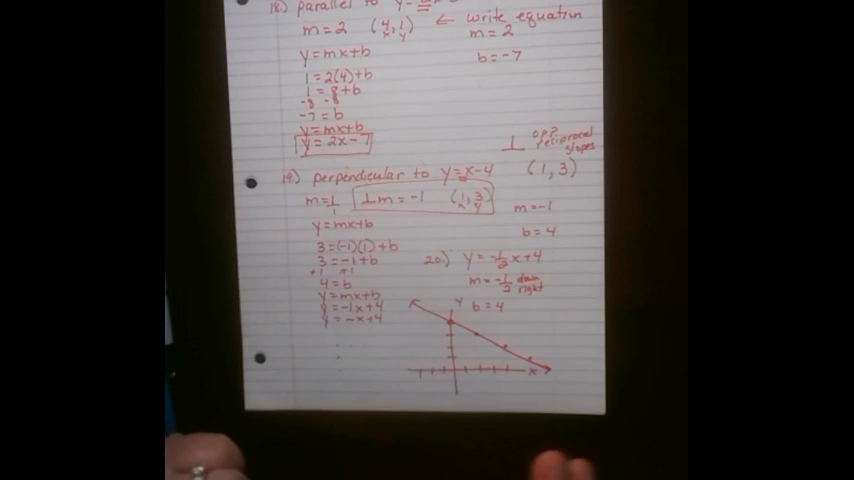 18.) parallel to y=
m=2 (4,1) ← write equation
x y
m=2
y=mx+b
b=-7
1=2(4)+b
1=8+b
-8 -8
-7=b
y=mx+b
y=2x-7
⊥ opp. reciprocal slopes
19.) perpendicular to y=x-4 (1,3)
m=1/1 ⊥m=-1 (1,3)
x y
m=-1
y=mx+b
b=4
3=(-1)(1)+b
3=-1+b
+1 +1
4=b
y=mx+b
y=-1x+4
y=-x+4
20.) y=-1/2x+4
m=-1/2 down right
b=4
y
x